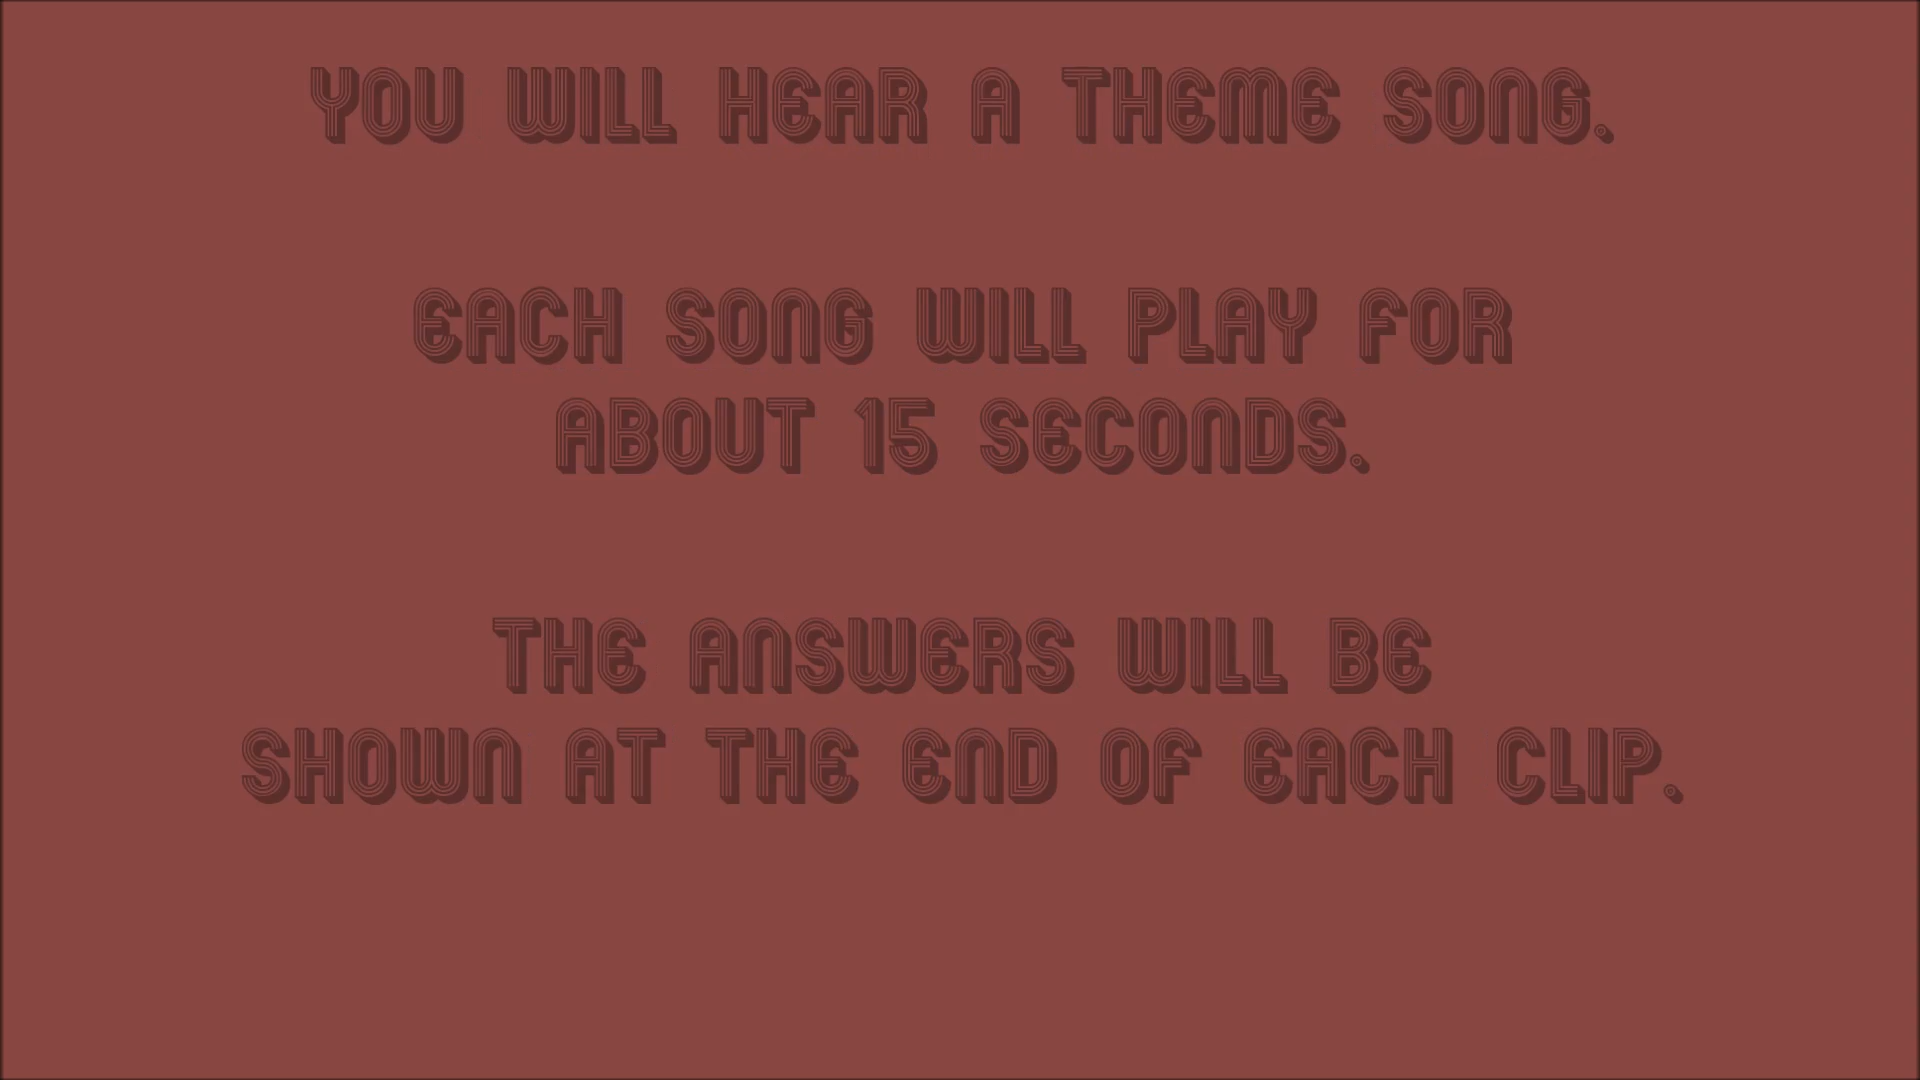 YOU WILL HEAR A THEME SONG.
EACH SONG WILL PLAY FOR
ABOUT 15 SECONDS.
THE ANSWERS WILL BE
SHOWN AT THE END OF EACH CLIP.